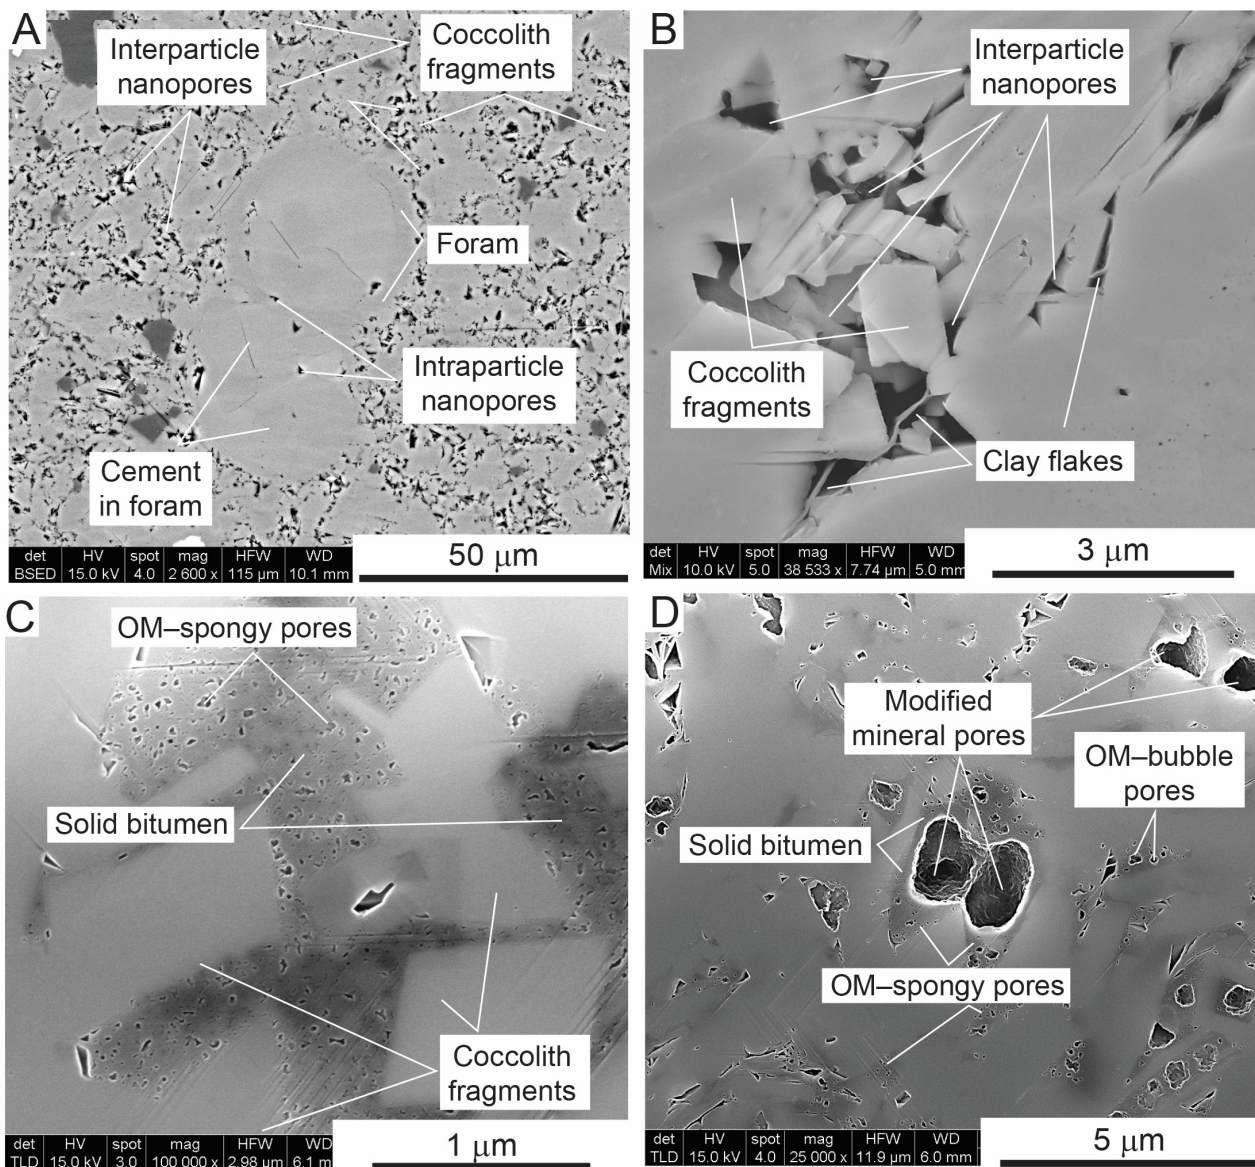 A
Interparticle
nanopores
Coccolith
fragments
Foram
Intraparticle
nanopores
Cement
in foram
det HV spot mag HFW WD
BSED 15.0 kV 4.0 2 600 x 115 µm 10.1 mm
50 µm
B
Interparticle
nanopores
Coccolith
fragments
Clay flakes
det HV spot mag HFW WD
Mix 10.0 kV 5.0 38 533 x 7.74 µm 5.0 mm
3 µm
C
OM–spongy pores
Solid bitumen
Coccolith
fragments
det HV spot mag HFW WD
TLD 15.0 kV 3.0 100 000 x 2.98 µm 6.1 m
1 µm
D
Modified
mineral pores
OM–bubble
pores
Solid bitumen
OM–spongy pores
det HV spot mag HFW WD
TLD 15.0 kV 4.0 25 000 x 11.9 µm 6.0 mm
5 µm